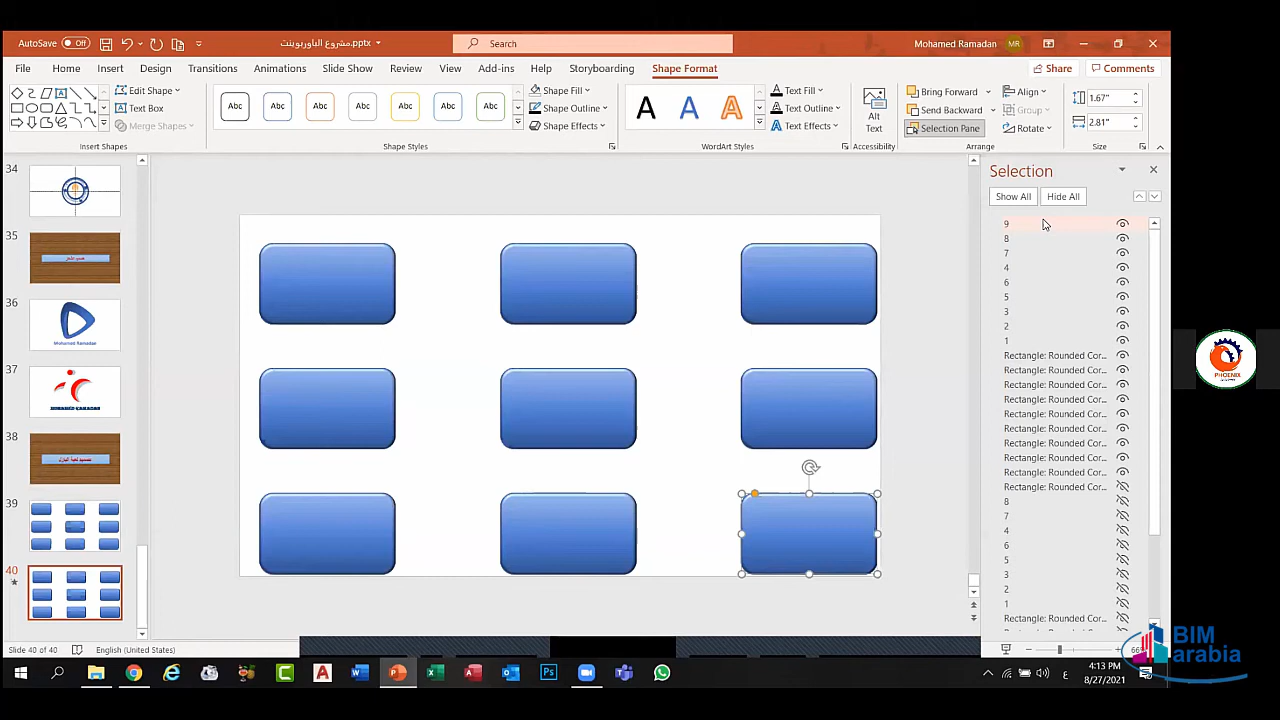 AutoSave Off
مشروع الباوربوينت.pptx
Search
Mohamed Ramadan MR
File Home Insert Design Transitions Animations Slide Show Review View Add-ins Help Storyboarding Shape Format
Share Comments
Edit Shape
Text Box
Merge Shapes
Insert Shapes
Abc Abc Abc Abc Abc Abc Abc
Shape Fill
Shape Outline
Shape Effects
Shape Styles
A A A
Text Fill
Text Outline
Text Effects
WordArt Styles
Alt
Text
Accessibility
Bring Forward
Send Backward
Selection Pane
Align
Group
Rotate
Arrange
1.67"
2.81"
Size
34
35
36
Mohamed Ramadan
37
38
39
40
Selection
Show All Hide All
9
8
7
4
6
5
3
2
1
Rectangle: Rounded Cor...
Rectangle: Rounded Cor...
Rectangle: Rounded Cor...
Rectangle: Rounded Cor...
Rectangle: Rounded Cor...
Rectangle: Rounded Cor...
Rectangle: Rounded Cor...
Rectangle: Rounded Cor...
Rectangle: Rounded Cor...
Rectangle: Rounded Cor...
8
7
4
6
5
3
2
1
Rectangle: Rounded Cor...
PHOENIX
Slide 40 of 40
English (United States)
66%
4:13 PM
8/27/2021
ع
BIM
arabia